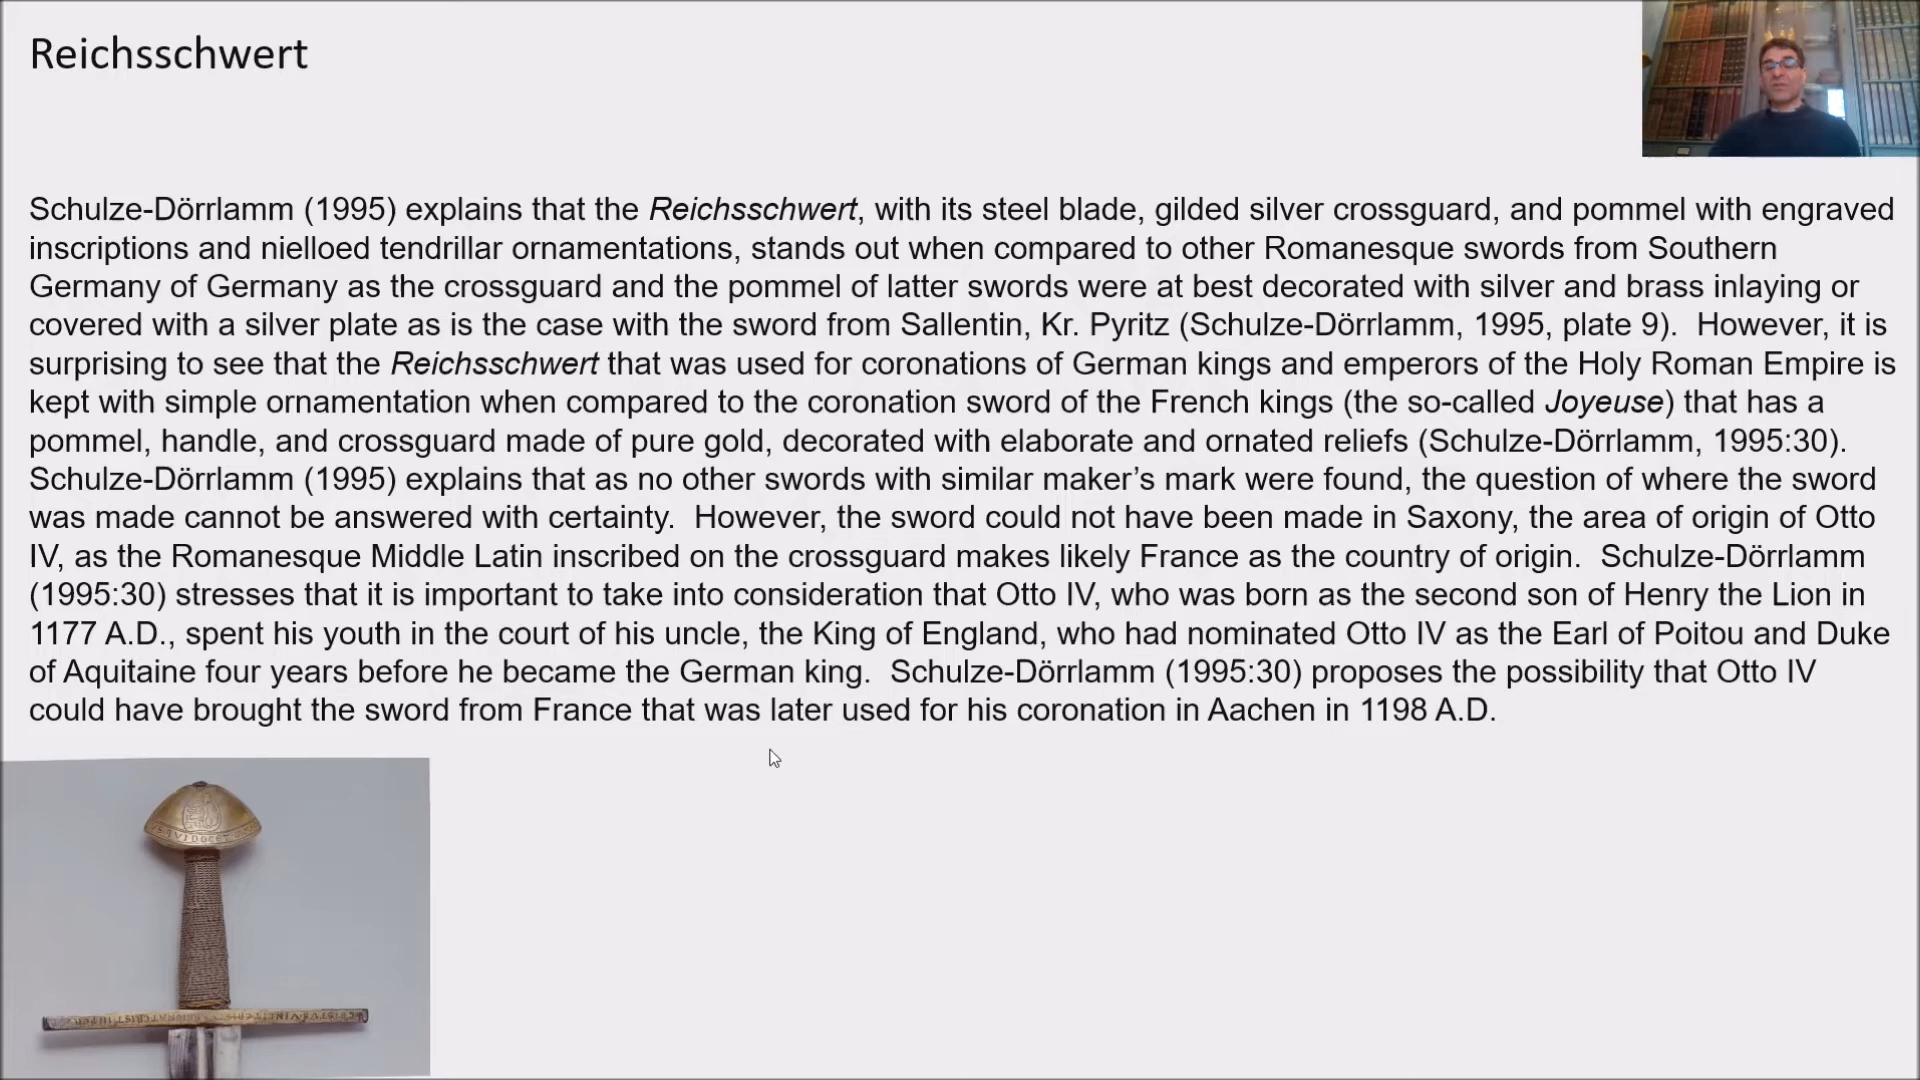 Reichsschwert
Schulze-Dörrlamm (1995) explains that the Reichsschwert, with its steel blade, gilded silver crossguard, and pommel with engraved
inscriptions and nielloed tendrillar ornamentations, stands out when compared to other Romanesque swords from Southern
Germany of Germany as the crossguard and the pommel of latter swords were at best decorated with silver and brass inlaying or
covered with a silver plate as is the case with the sword from Sallentin, Kr. Pyritz (Schulze-Dörrlamm, 1995, plate 9).  However, it is
surprising to see that the Reichsschwert that was used for coronations of German kings and emperors of the Holy Roman Empire is
kept with simple ornamentation when compared to the coronation sword of the French kings (the so-called Joyeuse) that has a
pommel, handle, and crossguard made of pure gold, decorated with elaborate and ornated reliefs (Schulze-Dörrlamm, 1995:30).
Schulze-Dörrlamm (1995) explains that as no other swords with similar maker’s mark were found, the question of where the sword
was made cannot be answered with certainty.  However, the sword could not have been made in Saxony, the area of origin of Otto
IV, as the Romanesque Middle Latin inscribed on the crossguard makes likely France as the country of origin.  Schulze-Dörrlamm
(1995:30) stresses that it is important to take into consideration that Otto IV, who was born as the second son of Henry the Lion in
1177 A.D., spent his youth in the court of his uncle, the King of England, who had nominated Otto IV as the Earl of Poitou and Duke
of Aquitaine four years before he became the German king.  Schulze-Dörrlamm (1995:30) proposes the possibility that Otto IV
could have brought the sword from France that was later used for his coronation in Aachen in 1198 A.D.